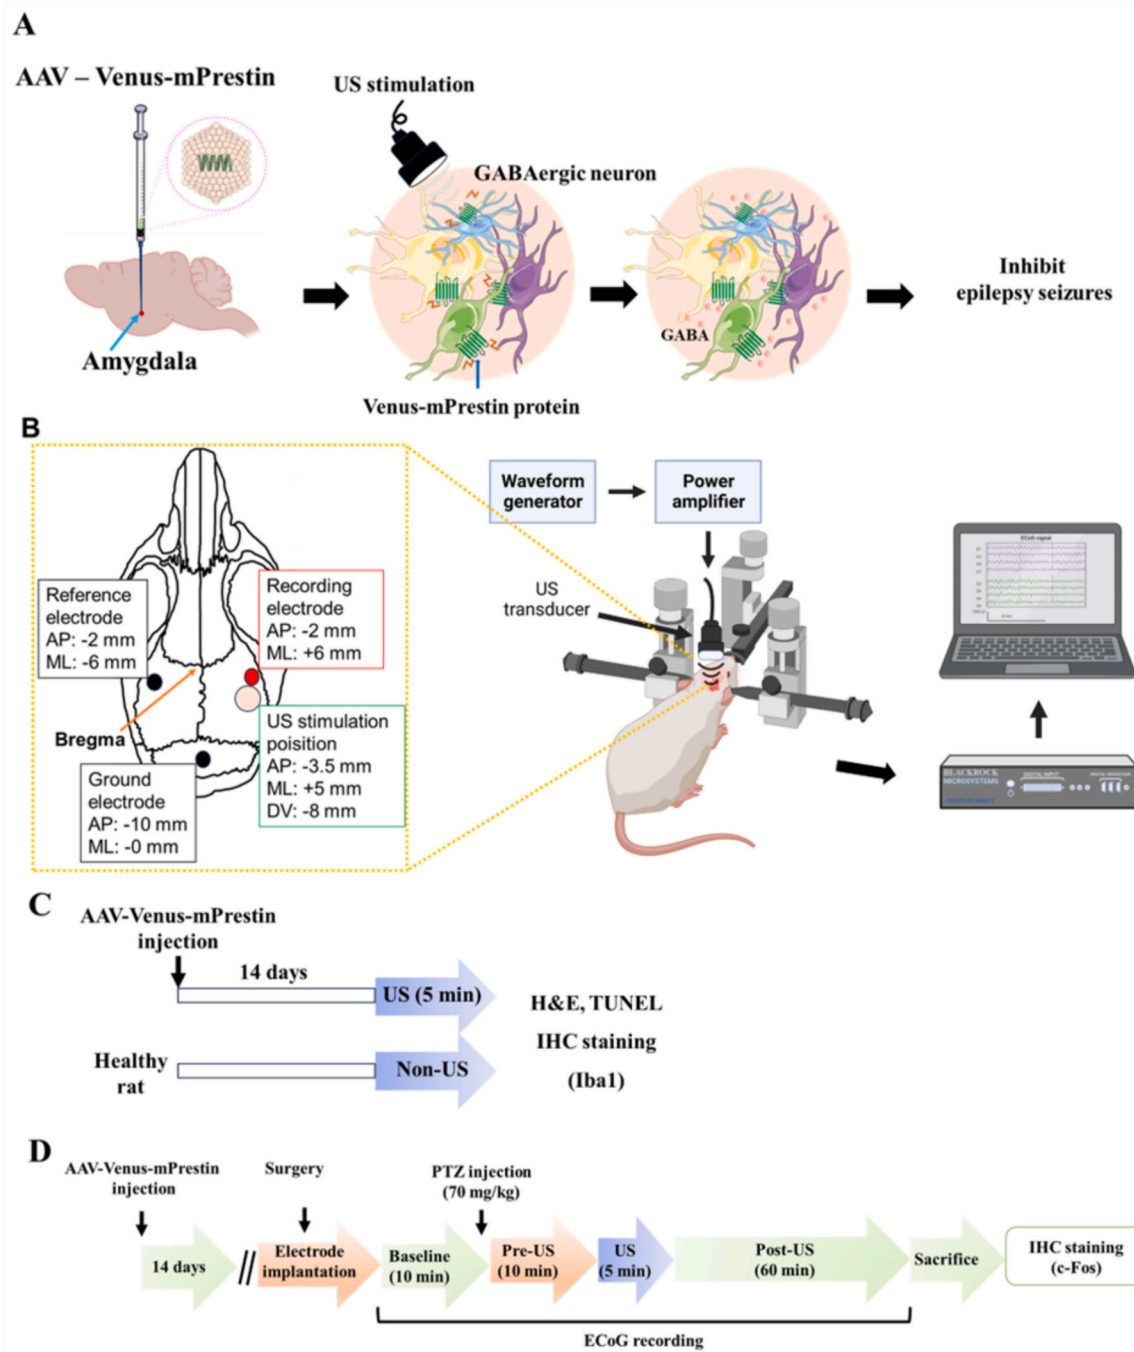 A
AAV – Venus-mPrestin
US stimulation
GABAergic neuron
Inhibit
epilepsy seizures
GABA
Amygdala
Venus-mPrestin protein
B
Waveform
generator
Power
amplifier
US
transducer
ECoG signal
Reference
electrode
AP: -2 mm
ML: -6 mm
Recording
electrode
AP: -2 mm
ML: +6 mm
Bregma
US stimulation
poisition
AP: -3.5 mm
ML: +5 mm
DV: -8 mm
Ground
electrode
AP: -10 mm
ML: -0 mm
BLACKROCK
MICROSYSTEMS
DIGITAL INPUT
C
AAV-Venus-mPrestin
injection
14 days
US (5 min)
Healthy
rat
Non-US
H&E, TUNEL
IHC staining
(Iba1)
D
AAV-Venus-mPrestin
injection
Surgery
PTZ injection
(70 mg/kg)
14 days
Electrode
implantation
Baseline
(10 min)
Pre-US
(10 min)
US
(5 min)
Post-US
(60 min)
Sacrifice
IHC staining
(c-Fos)
ECoG recording